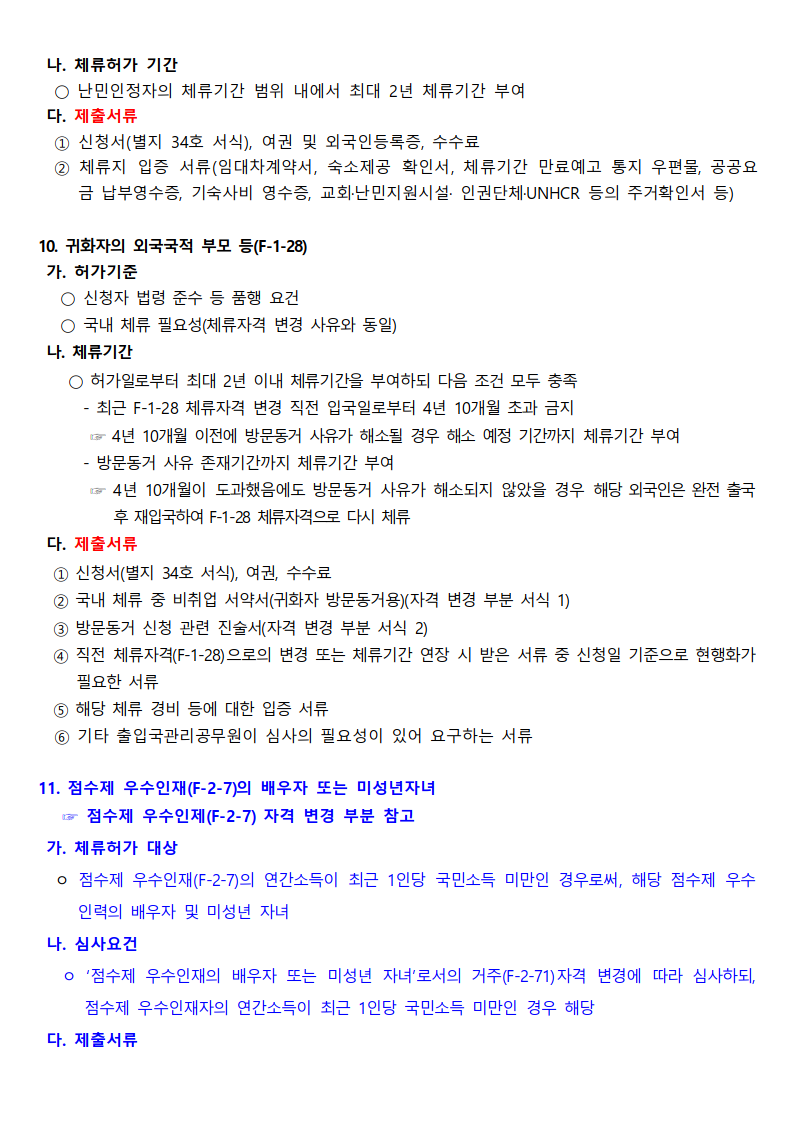 나. 체류허가 기간
○ 난민인정자의 체류기간 범위 내에서 최대 2년 체류기간 부여
다. 제출서류
① 신청서(별지 34호 서식), 여권 및 외국인등록증, 수수료
② 체류지 입증 서류(임대차계약서, 숙소제공 확인서, 체류기간 만료예고 통지 우편물, 공공요
금 납부영수증, 기숙사비 영수증, 교회·난민지원시설· 인권단체·UNHCR 등의 주거확인서 등)
10. 귀화자의 외국국적 부모 등(F-1-28)
가. 허가기준
○ 신청자 법령 준수 등 품행 요건
○ 국내 체류 필요성(체류자격 변경 사유와 동일)
나. 체류기간
○ 허가일로부터 최대 2년 이내 체류기간을 부여하되 다음 조건 모두 충족
- 최근 F-1-28 체류자격 변경 직전 입국일로부터 4년 10개월 초과 금지
☞ 4년 10개월 이전에 방문동거 사유가 해소될 경우 해소 예정 기간까지 체류기간 부여
- 방문동거 사유 존재기간까지 체류기간 부여
☞ 4년 10개월이 도과했음에도 방문동거 사유가 해소되지 않았을 경우 해당 외국인은 완전 출국
후 재입국하여 F-1-28 체류자격으로 다시 체류
다. 제출서류
① 신청서(별지 34호 서식), 여권, 수수료
② 국내 체류 중 비취업 서약서(귀화자 방문동거용)(자격 변경 부분 서식 1)
③ 방문동거 신청 관련 진술서(자격 변경 부분 서식 2)
④ 직전 체류자격(F-1-28)으로의 변경 또는 체류기간 연장 시 받은 서류 중 신청일 기준으로 현행화가
필요한 서류
⑤ 해당 체류 경비 등에 대한 입증 서류
⑥ 기타 출입국관리공무원이 심사의 필요성이 있어 요구하는 서류
11. 점수제 우수인재(F-2-7)의 배우자 또는 미성년자녀
☞ 점수제 우수인제(F-2-7) 자격 변경 부분 참고
가. 체류허가 대상
ㅇ 점수제 우수인재(F-2-7)의 연간소득이 최근 1인당 국민소득 미만인 경우로써, 해당 점수제 우수
인력의 배우자 및 미성년 자녀
나. 심사요건
ㅇ ‘점수제 우수인재의 배우자 또는 미성년 자녀’로서의 거주(F-2-71)자격 변경에 따라 심사하되,
점수제 우수인재자의 연간소득이 최근 1인당 국민소득 미만인 경우 해당
다. 제출서류